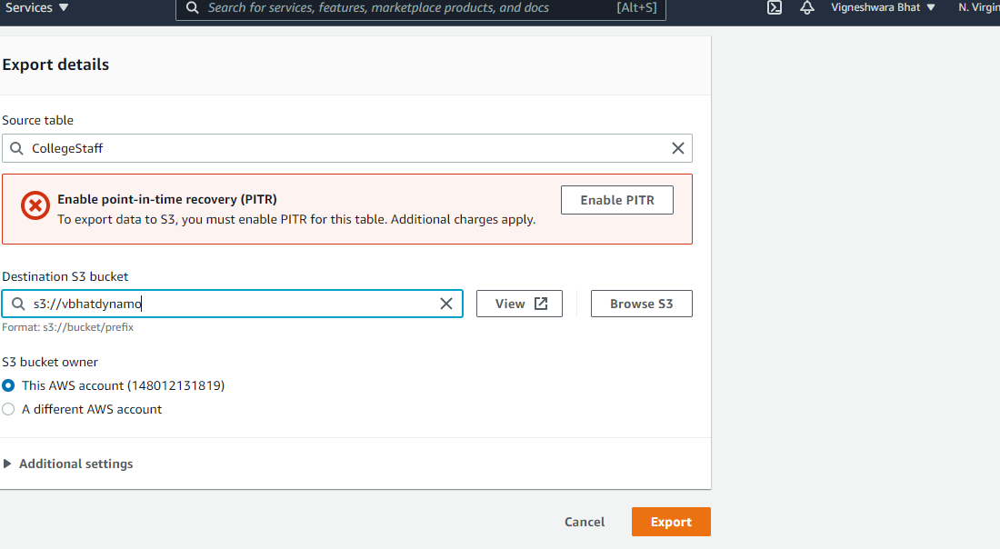 Services ▼ Search for services, features, marketplace products, and docs [Alt+S] Vigneshwara Bhat ▼ N. Virgin
Export details
Source table
CollegeStaff
Enable point-in-time recovery (PITR)
To export data to S3, you must enable PITR for this table. Additional charges apply.
Enable PITR
Destination S3 bucket
s3://vbhatdynamo View Browse S3
Format: s3://bucket/prefix
S3 bucket owner
This AWS account (148012131819)
A different AWS account
Additional settings
Cancel Export